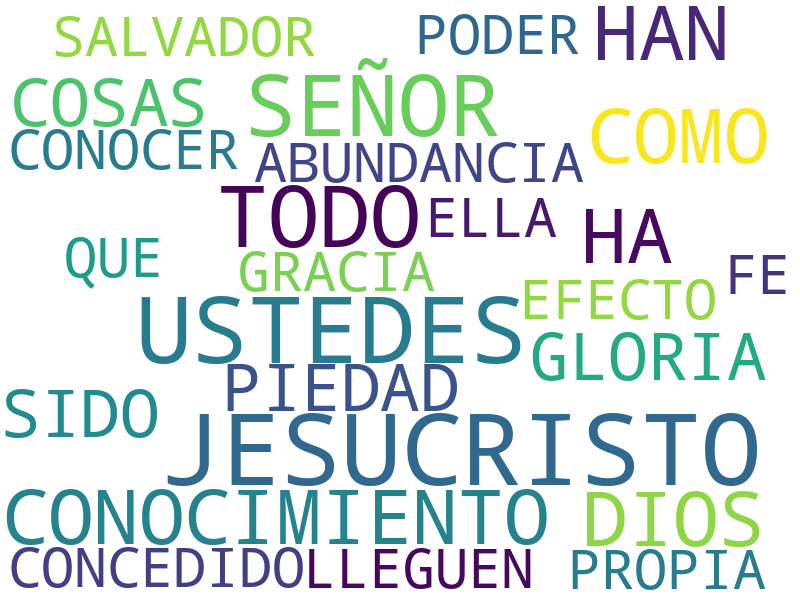 SALVADOR PODER HAN
COSAS SEÑOR COMO
CONOCER ABUNDANCIA
TODO ELLA HA
QUE GRACIA FE
USTEDES EFECTO
PIEDAD GLORIA
SIDO JESUCRISTO
CONOCIMIENTO DIOS
CONCEDIDO LLEGUEN PROPIA